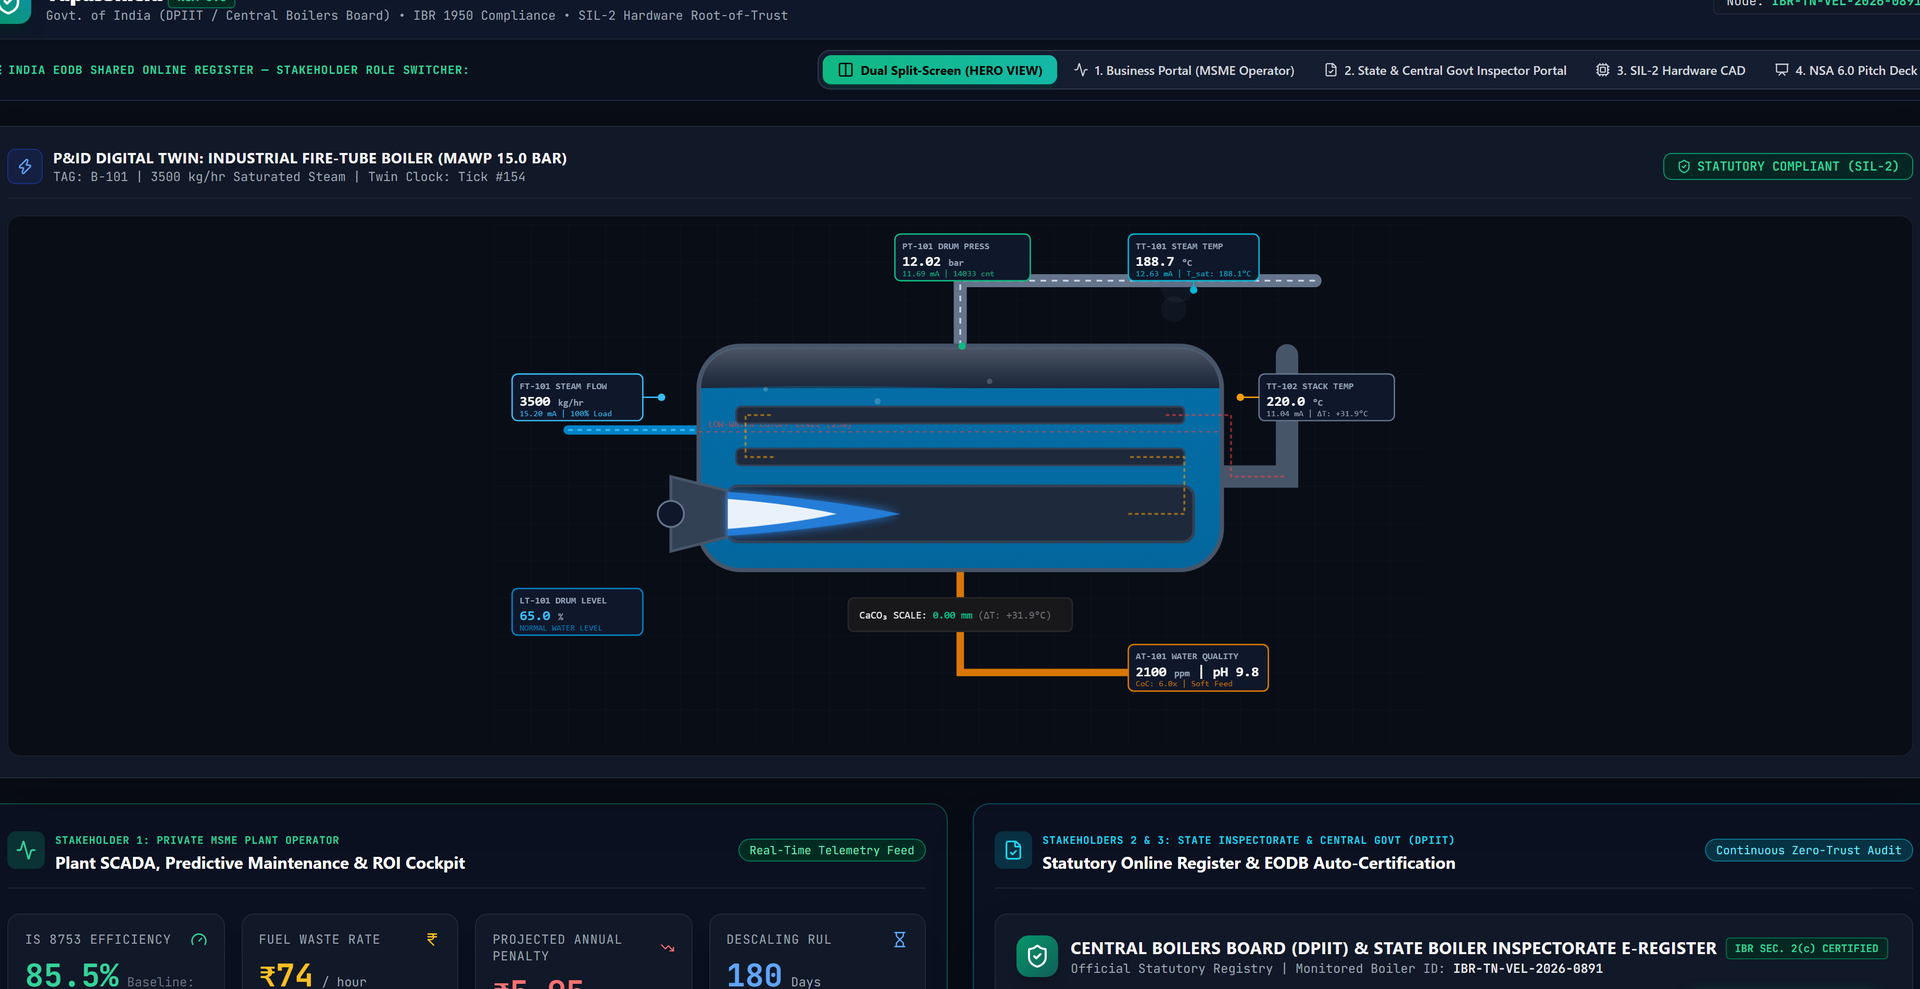 Govt. of India (DPIIT / Central Boilers Board) • IBR 1950 Compliance • SIL-2 Hardware Root-of-Trust
Node: IBR-TN-VEL-2026-0891
INDIA EODB SHARED ONLINE REGISTER — STAKEHOLDER ROLE SWITCHER:
Dual Split-Screen (HERO VIEW)
1. Business Portal (MSME Operator)
2. State & Central Govt Inspector Portal
3. SIL-2 Hardware CAD
4. NSA 6.0 Pitch Deck
P&ID DIGITAL TWIN: INDUSTRIAL FIRE-TUBE BOILER (MAWP 15.0 BAR)
TAG: B-101 | 3500 kg/hr Saturated Steam | Twin Clock: Tick #154
STATUTORY COMPLIANT (SIL-2)
PT-101 DRUM PRESS
12.02 bar
11.69 mA | 14033 cnt
TT-101 STEAM TEMP
188.7 °C
12.63 mA | T_sat: 188.1°C
FT-101 STEAM FLOW
3500 kg/hr
15.20 mA | 100% Load
TT-102 STACK TEMP
220.0 °C
11.04 mA | ΔT: +31.9°C
LT-101 DRUM LEVEL
65.0 %
NORMAL WATER LEVEL
CaCO₃ SCALE: 0.00 mm (ΔT: +31.9°C)
AT-101 WATER QUALITY
2100 ppm | pH 9.8
CoC: 6.0x | Soft Feed
STAKEHOLDER 1: PRIVATE MSME PLANT OPERATOR
Plant SCADA, Predictive Maintenance & ROI Cockpit
Real-Time Telemetry Feed
IS 8753 EFFICIENCY
85.5% Baseline:
FUEL WASTE RATE
₹74 / hour
PROJECTED ANNUAL
PENALTY
DESCALING RUL
180 Days
STAKEHOLDERS 2 & 3: STATE INSPECTORATE & CENTRAL GOVT (DPIIT)
Statutory Online Register & EODB Auto-Certification
Continuous Zero-Trust Audit
CENTRAL BOILERS BOARD (DPIIT) & STATE BOILER INSPECTORATE E-REGISTER
IBR SEC. 2(c) CERTIFIED
Official Statutory Registry | Monitored Boiler ID: IBR-TN-VEL-2026-0891